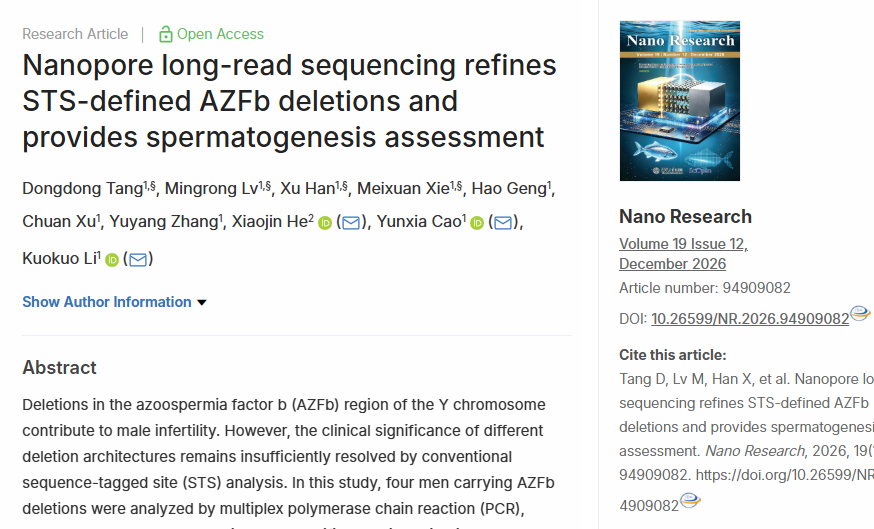 Research Article | Open Access
Nanopore long-read sequencing refines
STS-defined AZFb deletions and
provides spermatogenesis assessment
Dongdong Tang1,§, Mingrong Lv1,§, Xu Han1,§, Meixuan Xie1,§, Hao Geng1,
Chuan Xu1, Yuyang Zhang1, Xiaojin He2 (), Yunxia Cao1 (),
Kuokuo Li1 ()
Show Author Information
Abstract
Deletions in the azoospermia factor b (AZFb) region of the Y chromosome
contribute to male infertility. However, the clinical significance of different
deletion architectures remains insufficiently resolved by conventional
sequence-tagged site (STS) analysis. In this study, four men carrying AZFb
deletions were analyzed by multiplex polymerase chain reaction (PCR),
Nano Research
Nano Research
Volume 19 Issue 12,
December 2026
Article number: 94909082
DOI: 10.26599/NR.2026.94909082
Cite this article:
Tang D, Lv M, Han X, et al. Nanopore lo
sequencing refines STS-defined AZFb
deletions and provides spermatogenesi
assessment. Nano Research, 2026, 19(
94909082. https://doi.org/10.26599/NR
4909082